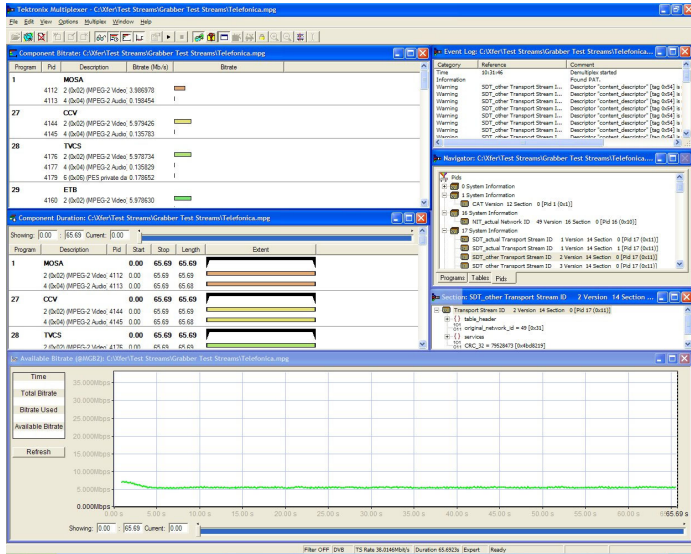 Tektronix Multiplexer - C:\Xfer\Test Streams\Grabber Test Streams\Telefonica.mpg
File Edit View Options Multiplex Window Help
Component Bitrate: C:\Xfer\Test Streams\Grabber Test Streams\Telefonica.mpg
Program Pid Description Bitrate (Mb/s) Bitrate
1 MOSA
4112 2 (0x02) (MPEG-2 Video) 3.986978
4113 4 (0x04) (MPEG-2 Audio) 0.198454
27 CCV
4144 2 (0x02) (MPEG-2 Video) 5.979426
4145 4 (0x04) (MPEG-2 Audio) 0.135783
28 TVCS
4176 2 (0x02) (MPEG-2 Video) 5.978734
4177 4 (0x04) (MPEG-2 Audio) 0.135829
4179 6 (0x06) (PES private da 0.178652
29 ETB
4160 2 (0x02) (MPEG-2 Video) 5.978630
Event Log: C:\Xfer\Test Streams\Grabber Test Streams\Telefonica....
Category Reference Comment
Time 10:31:46 Demultiplex started
Information Found PAT.
Warning SDT_other Transport Stream I... Descriptor "content_descriptor" [tag 0x54] is
Warning SDT_other Transport Stream I... Descriptor "content_descriptor" [tag 0x54] is
Warning SDT_other Transport Stream I... Descriptor "content_descriptor" [tag 0x54] is
Warning SDT_other Transport Stream I... Descriptor "content_descriptor" [tag 0x54] is
Warning SDT_other Transport Stream I... Descriptor "content_descriptor" [tag 0x54] is
Warning SDT_other Transport Stream I... Descriptor "content_descriptor" [tag 0x54] is
Navigator: C:\Xfer\Test Streams\Grabber Test Streams\Telefonica....
Pids
0 System Information
1 System Information
CAT Version 12 Section 0 [Pid 1 (0x1)]
16 System Information
NIT_actual Network ID 49 Version 16 Section 0 [Pid 16 (0x10)]
17 System Information
SDT_actual Transport Stream ID 1 Version 14 Section 0 [Pid 17 (0x11)]
SDT_actual Transport Stream ID 1 Version 14 Section 1 [Pid 17 (0x11)]
SDT_other Transport Stream ID 2 Version 14 Section 0 [Pid 17 (0x11)]
SDT_other Transport Stream ID 3 Version 14 Section 0 [Pid 17 (0x11)]
Programs Tables Pids
Component Duration: C:\Xfer\Test Streams\Grabber Test Streams\Telefonica.mpg
Showing: 0.00 : 65.69 Current: 0.00
Program Description Pid Start Stop Length Extent
1 MOSA 0.00 65.69 65.69
2 (0x02) (MPEG-2 Video) 4112 0.00 65.69 65.69
4 (0x04) (MPEG-2 Audio) 4113 0.00 65.69 65.68
27 CCV 0.00 65.69 65.69
2 (0x02) (MPEG-2 Video) 4144 0.00 65.69 65.69
4 (0x04) (MPEG-2 Audio) 4145 0.00 65.69 65.68
28 TVCS 0.00 65.69 65.69
Section: SDT_other Transport Stream ID 2 Version 14 Section ...
Transport Stream ID 2 Version 14 Section 0 [Pid 17 (0x11)]
table_header
original_network_id = 49 [0x31]
services
CRC_32 = 79528473 [0x4bd8219]
Available Bitrate (@MGB2): C:\Xfer\Test Streams\Grabber Test Streams\Telefonica.mpg
Time
Total Bitrate
Bitrate Used
Available Bitrate
Refresh
35.000Mbps
30.000Mbps
25.000Mbps
20.000Mbps
15.000Mbps
10.000Mbps
5.000Mbps
0.000Mbps
0.00 s 5.00 s 10.00 s 15.00 s 20.00 s 25.00 s 30.00 s 35.00 s 40.00 s 45.00 s 50.00 s 55.00 s 60.00 s 65.69 s
Showing: 0.00 : 65.69 Current: 0.00
Filter OFF DVB TS Rate 38.0146Mbit/s Duration 65.6923s Expert Ready